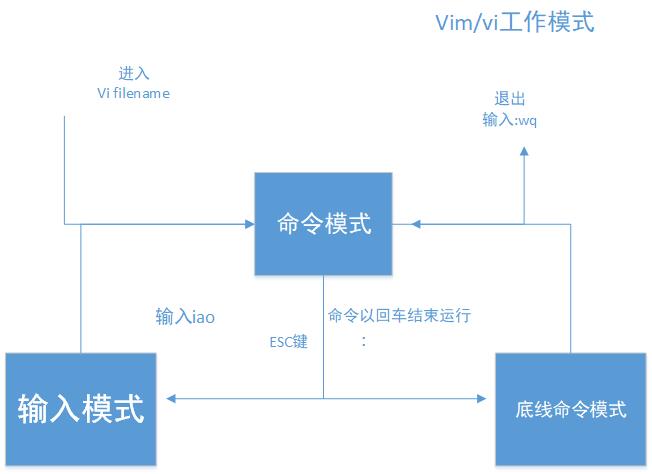 Vim/vi工作模式
进入
Vi filename
退出
输入:wq
命令模式
输入iao
命令以回车结束运行
ESC键
：
输入模式
底线命令模式